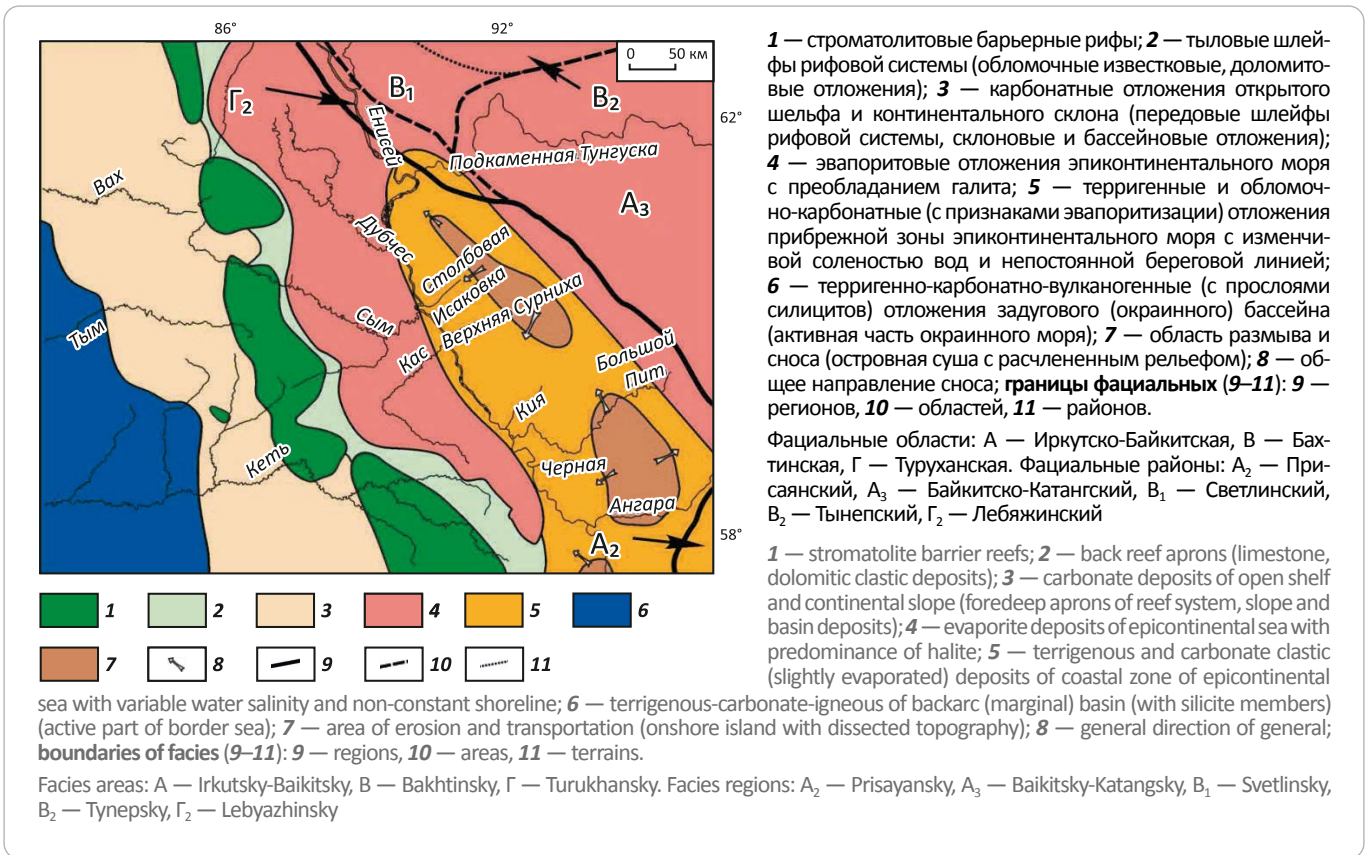 86°
92°
0 50 км
Г₂
В₁
В₂
62°
Енисей
Подкаменная Тунгуска
Вах
А₃
Дубчес
Столбовая
Исаковка
Верхняя Сурниха
Тым
Сым
Кас
Большой
Пит
Кия
Кеть
Черная
Ангара
58°
А₂
1
2
3
4
5
6
7
8
9
10
11
1 — строматолитовые барьерные рифы; 2 — тыловые шлей-
фы рифовой системы (обломочные известковые, доломито-
вые отложения); 3 — карбонатные отложения открытого
шельфа и континентального склона (передовые шлейфы
рифовой системы, склоновые и бассейновые отложения);
4 — эвапоритовые отложения эпиконтинентального моря
с преобладанием галита; 5 — терригенные и обломоч-
но-карбонатные (с признаками эвапоритизации) отложения
прибрежной зоны эпиконтинентального моря с изменчи-
вой соленостью вод и непостоянной береговой линией;
6 — терригенно-карбонатно-вулканогенные (с прослоями
силицитов) отложения задугового (окраинного) бассейна
(активная часть окраинного моря); 7 — область размыва и
сноса (островная суша с расчлененным рельефом); 8 — об-
щее направление сноса; границы фациальных (9–11): 9 —
регионов, 10 — областей, 11 — районов.
Фациальные области: А — Иркутско-Байкитская, В — Бах-
тинская, Г — Туруханская. Фациальные районы: А₂ — При-
саянский, А₃ — Байкитско-Катангский, В₁ — Светлинский,
В₂ — Тынепский, Г₂ — Лебяжинский
1 — stromatolite barrier reefs; 2 — back reef aprons (limestone,
dolomitic clastic deposits); 3 — carbonate deposits of open shelf
and continental slope (foredeep aprons of reef system, slope and
basin deposits); 4 — evaporite deposits of epicontinental sea with
predominance of halite; 5 — terrigenous and carbonate clastic
(slightly evaporated) deposits of coastal zone of epicontinental
sea with variable water salinity and non-constant shoreline; 6 — terrigenous-carbonate-igneous of backarc (marginal) basin (with silicite members)
(active part of border sea); 7 — area of erosion and transportation (onshore island with dissected topography); 8 — general direction of general;
boundaries of facies (9–11): 9 — regions, 10 — areas, 11 — terrains.
Facies areas: A — Irkutsky-Baikitsky, B — Bakhtinsky, Г — Turukhansky. Facies regions: A₂ — Prisayansky, A₃ — Baikitsky-Katangsky, B₁ — Svetlinsky,
B₂ — Tynepsky, Г₂ — Lebyazhinsky